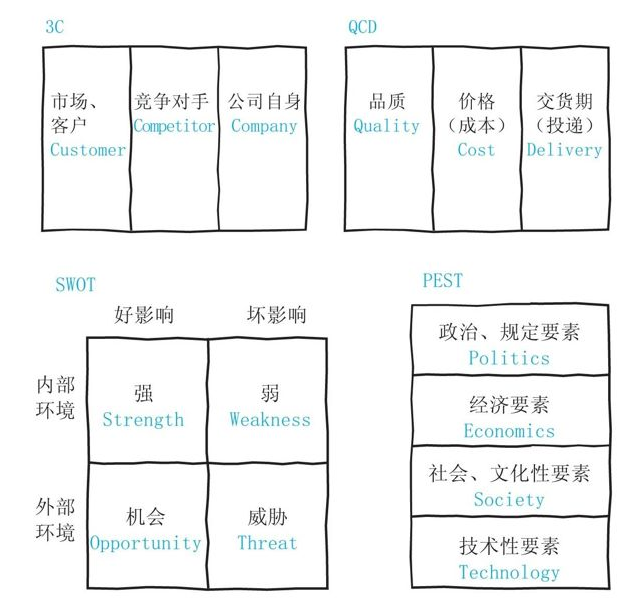 3C
市场、
客户
Customer
竞争对手
Competitor
公司自身
Company
QCD
品质
Quality
价格
（成本）
Cost
交货期
（投递）
Delivery
SWOT
好影响
坏影响
内部
环境
强
Strength
弱
Weakness
外部
环境
机会
Opportunity
威胁
Threat
PEST
政治、规定要素
Politics
经济要素
Economics
社会、文化性要素
Society
技术性要素
Technology